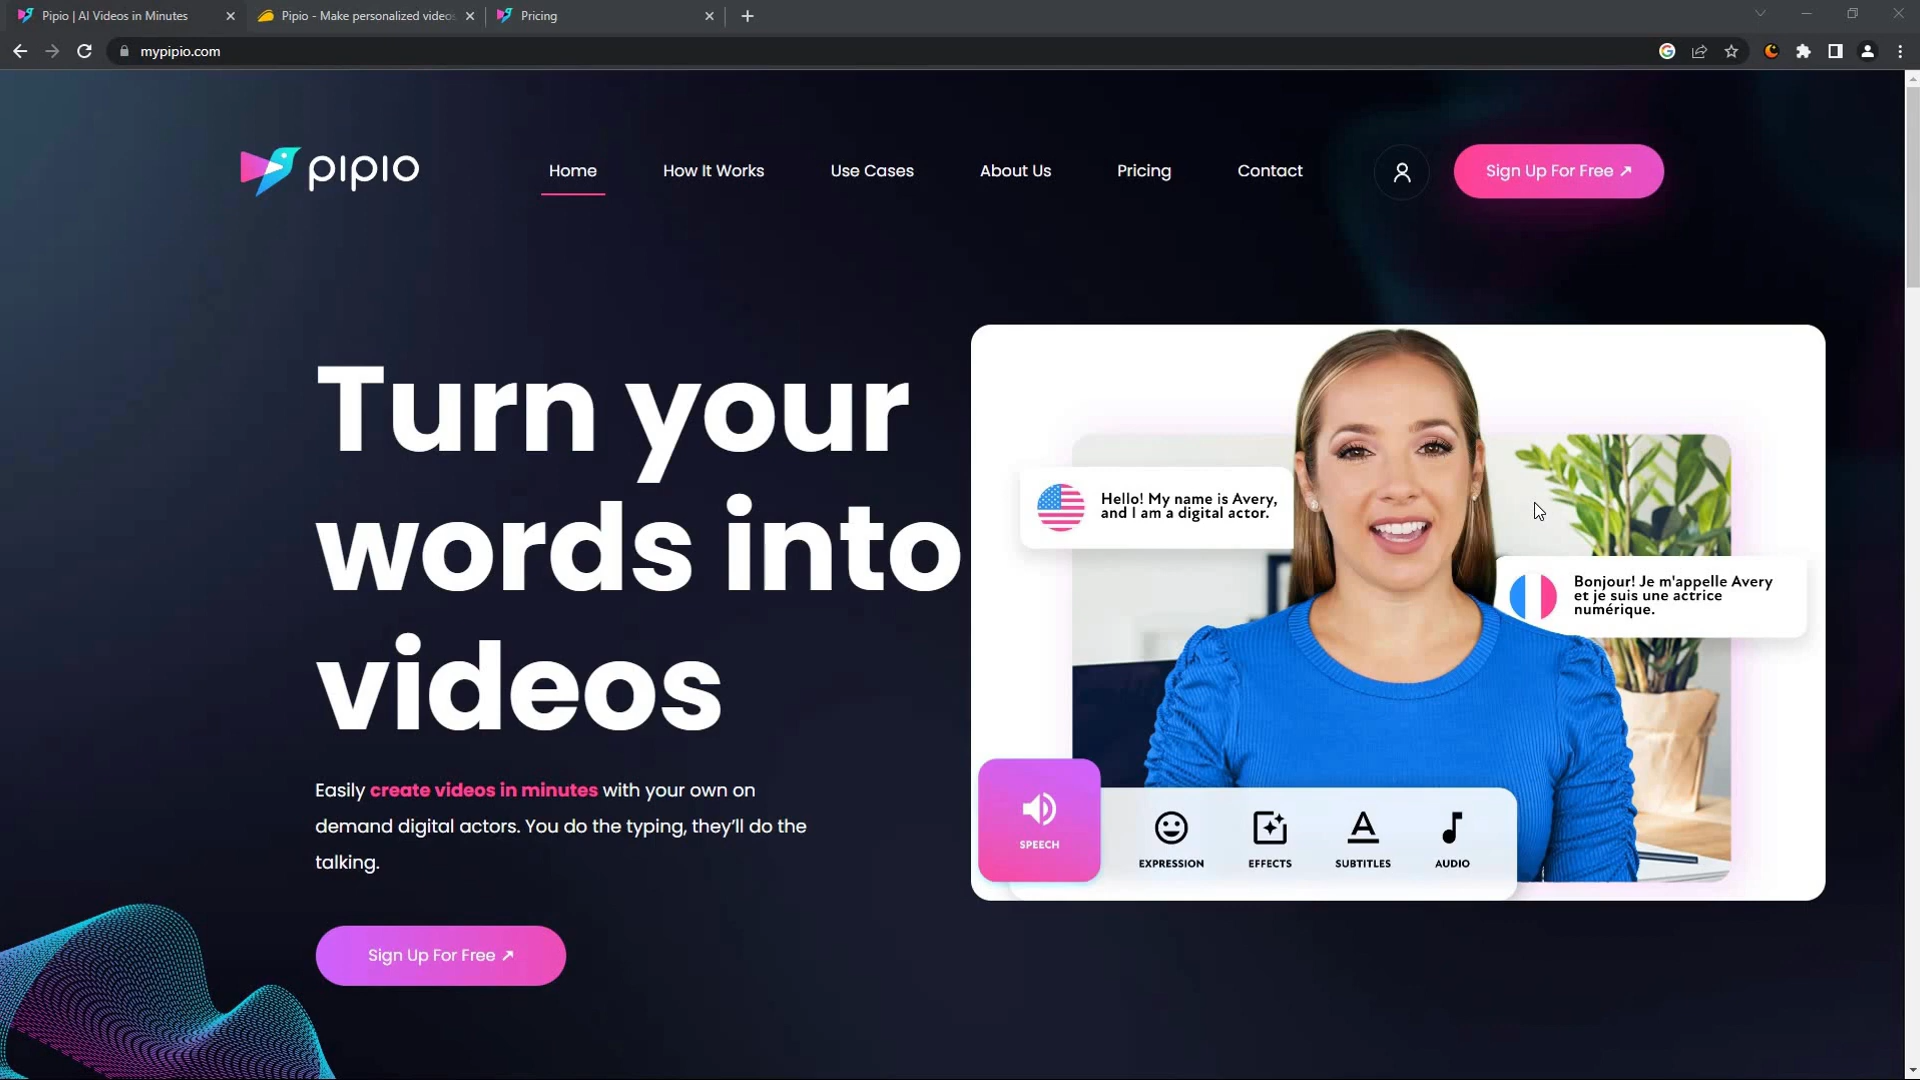 Pipio | AI Videos in Minutes
Pipio - Make personalized videos
Pricing
mypipio.com
pipio
Home
How It Works
Use Cases
About Us
Pricing
Contact
Sign Up For Free ↗
Turn your
words into
videos
Easily create videos in minutes with your own on
demand digital actors. You do the typing, they’ll do the
talking.
Sign Up For Free ↗
Hello! My name is Avery,
and I am a digital actor.
Bonjour! Je m'appelle Avery
et je suis une actrice
numérique.
SPEECH
EXPRESSION
EFFECTS
SUBTITLES
AUDIO